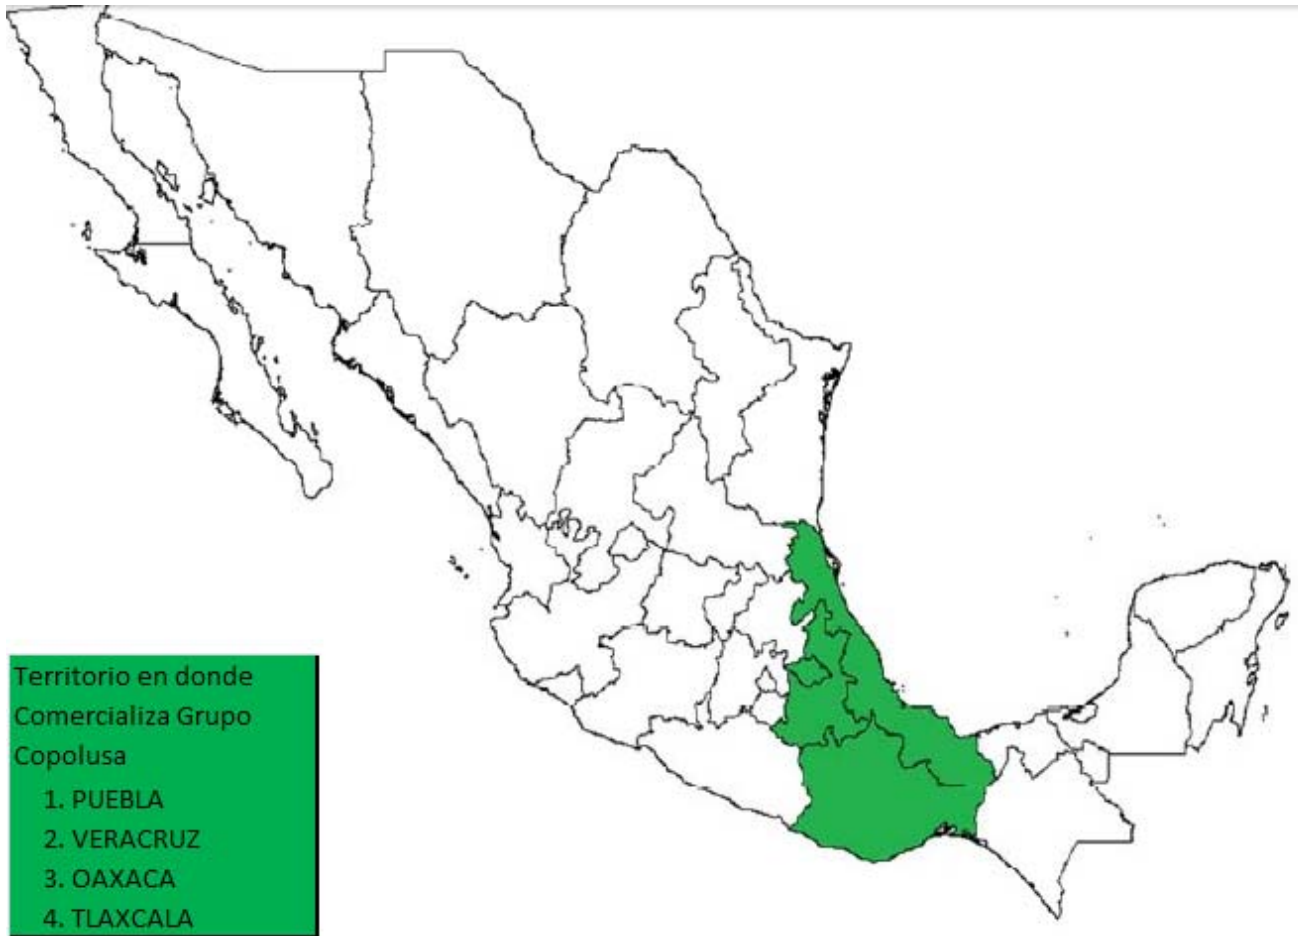 Territorio en donde
Comercializa Grupo
Copolusa
1. PUEBLA
2. VERACRUZ
3. OAXACA
4. TLAXCALA